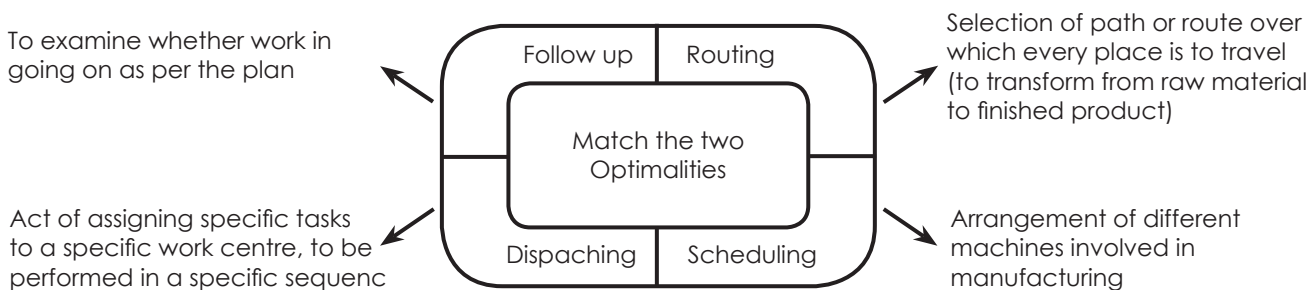 To examine whether work in
going on as per the plan
Follow up
Routing
Selection of path or route over
which every place is to travel
(to transform from raw material
to finished product)
Match the two
Optimalities
Act of assigning specific tasks
to a specific work centre, to be
performed in a specific sequenc
Dispaching
Scheduling
Arrangement of different
machines involved in
manufacturing